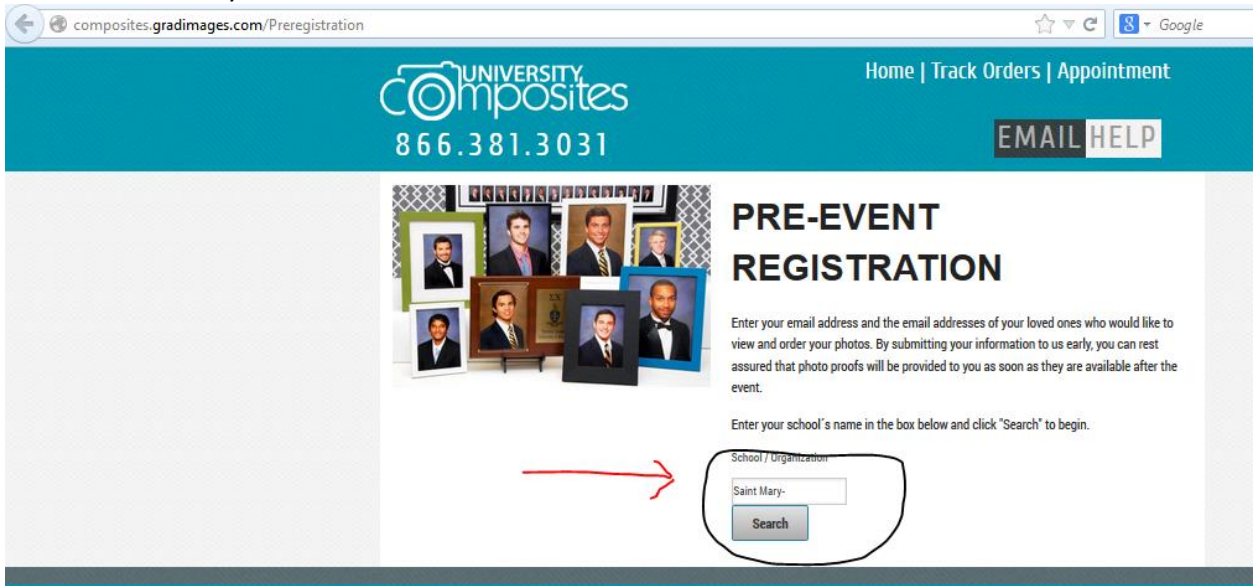 composites.gradimages.com/Preregistration
Google
UNIVERSITY
Composites
866.381.3031
Home | Track Orders | Appointment
EMAIL HELP
PRE-EVENT
REGISTRATION
Enter your email address and the email addresses of your loved ones who would like to
view and order your photos. By submitting your information to us early, you can rest
assured that photo proofs will be provided to you as soon as they are available after the
event.
Enter your school´s name in the box below and click "Search" to begin.
School / Organization
Saint Mary-
Search